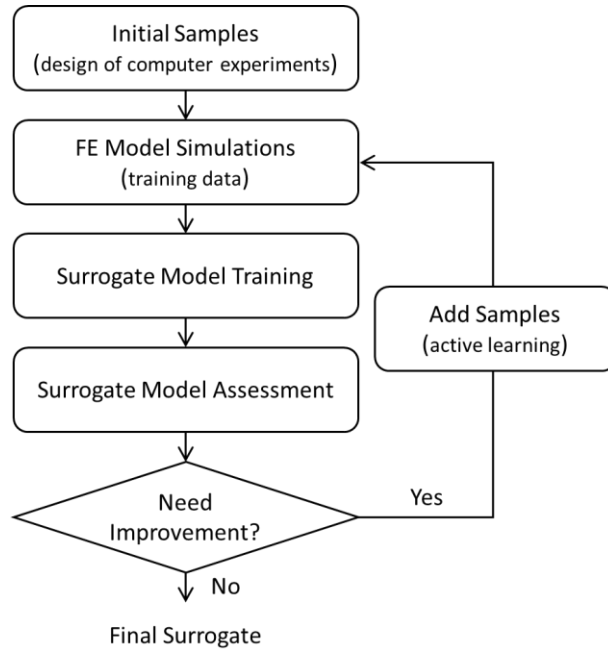 Initial Samples
(design of computer experiments)
FE Model Simulations
(training data)
Surrogate Model Training
Add Samples
(active learning)
Surrogate Model Assessment
Need
Improvement?
Yes
No
Final Surrogate